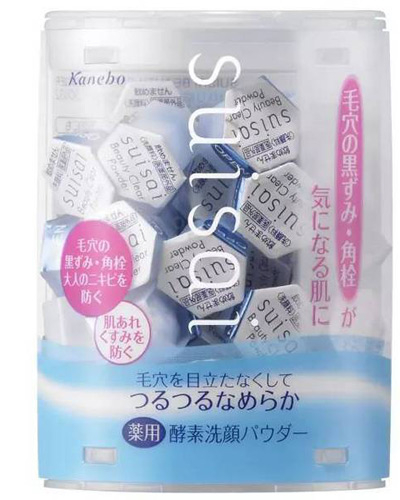 Kanebo
suisai
毛穴の黒ずみ・角栓が
気になる肌に
毛穴の
黒ずみ・角栓
大人のニキビを
防ぐ
肌あれ
くすみを
防ぐ
毛穴を目立たなくして
つるつるなめらか
薬用 酵素洗顔パウダー
suisai
Beauty Clear
Powder